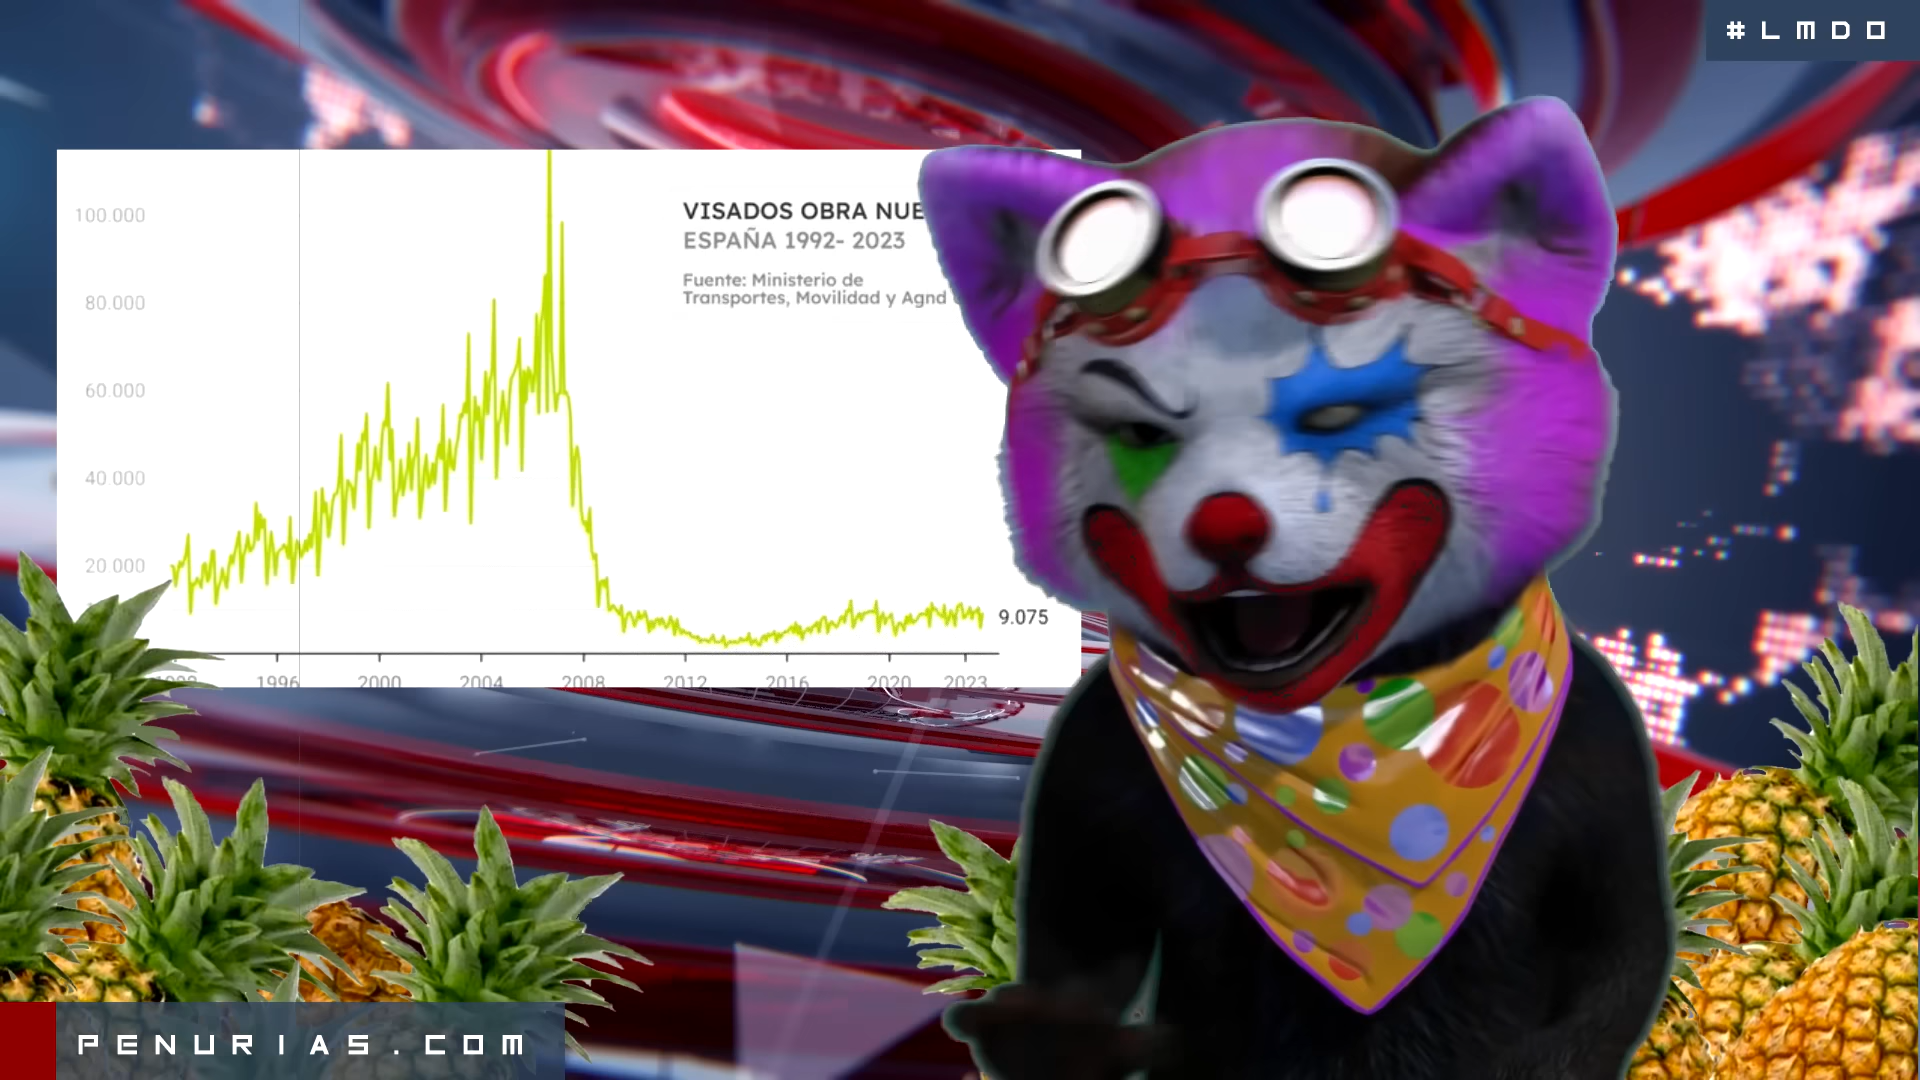 #LMDO
100.000
VISADOS OBRA NUE
ESPAÑA 1992- 2023
80.000
Fuente: Ministerio de
Transportes, Movilidad y Agnd
60.000
40.000
20.000
9.075
1996 2000 2004 2008 2012 2016 2020 2023
PENURIAS.COM